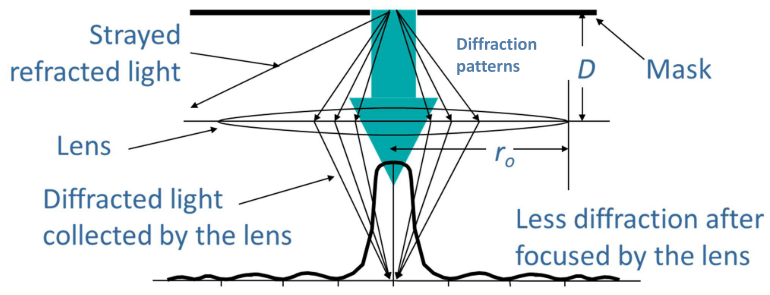 Strayed
refracted light
Diffraction
patterns
D
Mask
Lens
r_o
Diffracted light
collected by the lens
Less diffraction after
focused by the lens